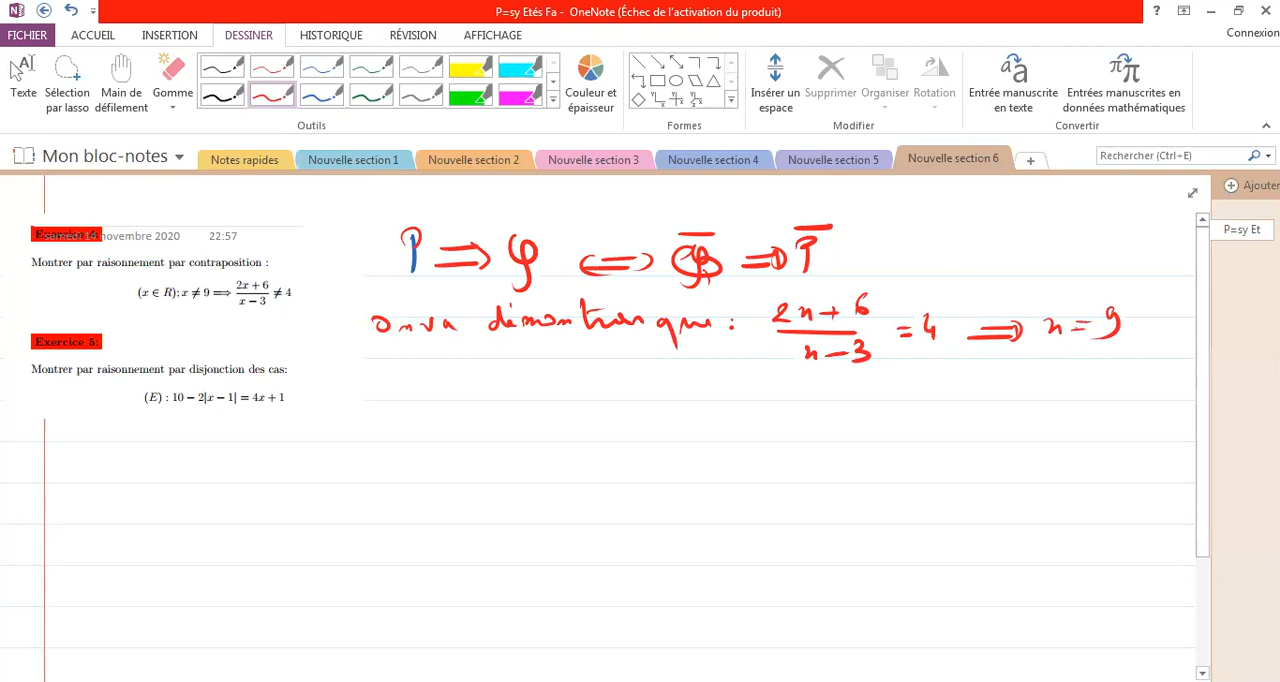 P=sy Etés Fa - OneNote (Échec de l'activation du produit)
?
FICHIER ACCUEIL INSERTION DESSINER HISTORIQUE RÉVISION AFFICHAGE
Connexion
Texte Sélection par lasso Main de défilement Gomme
Couleur et épaisseur
Insérer un espace Supprimer Organiser Rotation
Entrée manuscrite en texte Entrées manuscrites en données mathématiques
Outils Formes Modifier Convertir
Mon bloc-notes Notes rapides Nouvelle section 1 Nouvelle section 2 Nouvelle section 3 Nouvelle section 4 Nouvelle section 5 Nouvelle section 6
Rechercher (Ctrl+E)
Ajouter
P=sy Et
samedi 14 novembre 2020 22:57
Montrer par raisonnement par contraposition :
(x ∈ R); x ≠ 9 ⟹ (2x + 6)/(x − 3) ≠ 4
Exercice 5:
Montrer par raisonnement par disjonction des cas:
(E) : 10 − 2|x − 1| = 4x + 1
P ⟹ φ ⟺ φ̄ ⟹ P̄
on va dimontrer que : (2x + 6)/(x − 3) = 4 ⟹ x = 9